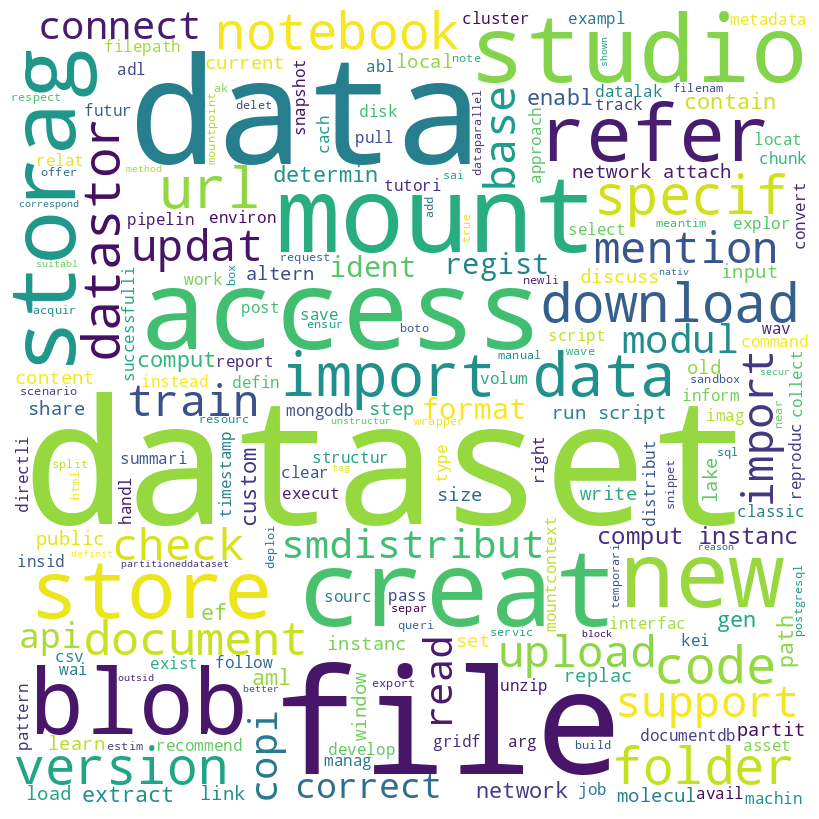 connect
notebook
cluster
exampl
metadata
filepath
studio
adl
current
abl
local
note
shown
storag
data
snapshot
disk
datalak
filenam
respect
futur
ak
delet
cach
pull
dataparallel
enabl
track
contain
mountpoint
base
approach
refer
locat
chunk
relat
offer
method
url
determin
tutori
sai
network attach
correspond
datastor
pipelin
environ
mount
add
true
specif
select
meantim
explor
convert
suitabl
updat
request
ident
regist
newli
mention
discuss
nativ
input
acquir
successfulli
work
box
altern
access
post
save
ensur
boto
download
wav
scenario
content
comput
report
manual
wave
script
modul
command
instead
defin
import data
volum
old
sandbox
secur
near
share
train
resourc
mongodb
step
format
inform
imag
import
collect
reproduc
directli
unstructur
wrapper
run script
split
html
summari
tag
dataset
structur
clear
execut
handl
timestamp
custom
type
size
right
write
distribut
snippet
lake
sql
classic
public
check
smdistribut
comput instanc
insid
definit
partitioneddataset
deploi
reason
store
creat
new
sourc
pass
separ
queri
mountcontext
temporari
postgresql
ef
interfac
gen
api
document
instanc
servic
block
set
upload
kei
path
csv
wai
exist
follow
aml
read
replac
code
blob
file
outsid
better
export
unzip
window
support
pattern
learn
estim
recommend
copi
develop
gridf
arg
build
documentdb
partit
version
manag
folder
asset
load
extract
link
correct
network
job
molecul
avail
machin